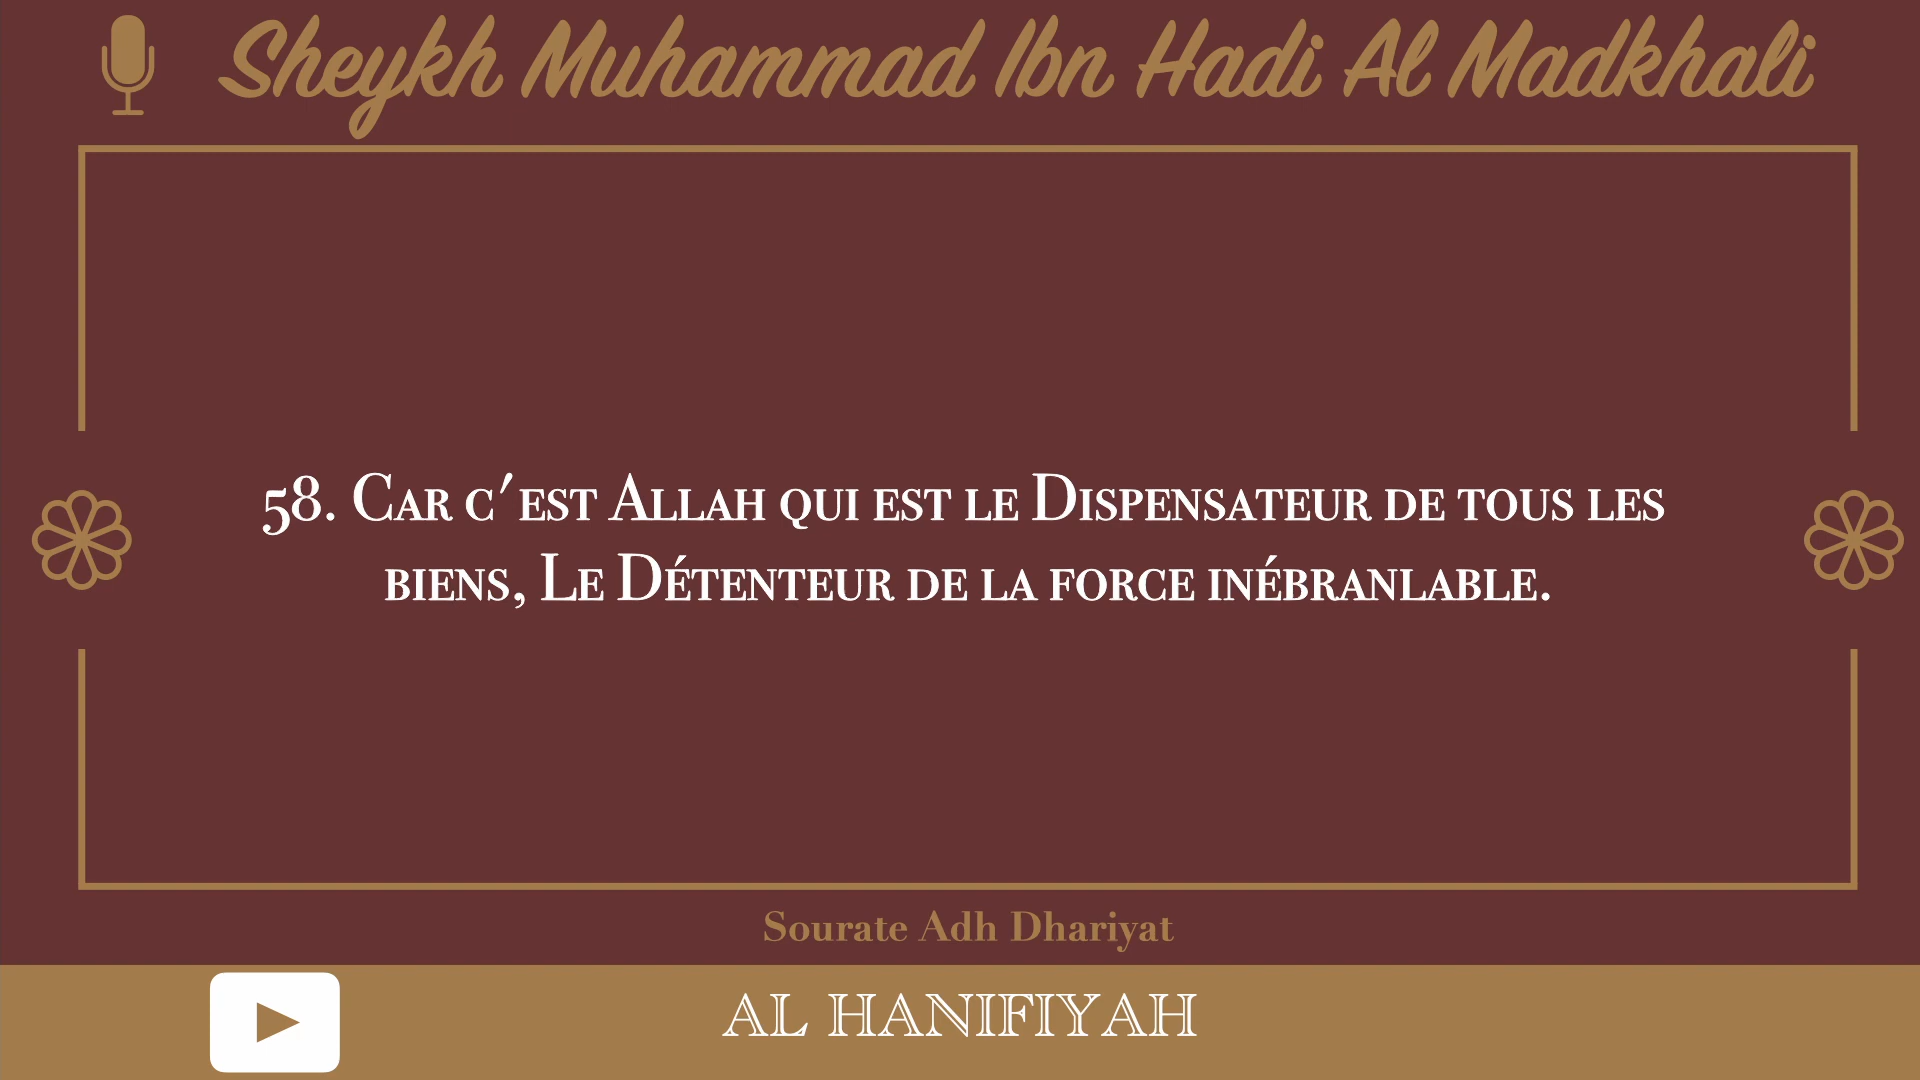 Sheykh Muhammad Ibn Hadi Al Madkhali
58. Car c'est Allah qui est le Dispensateur de tous les
biens, Le Détenteur de la force inébranlable.
Sourate Adh Dhariyat
AL HANIFIYAH